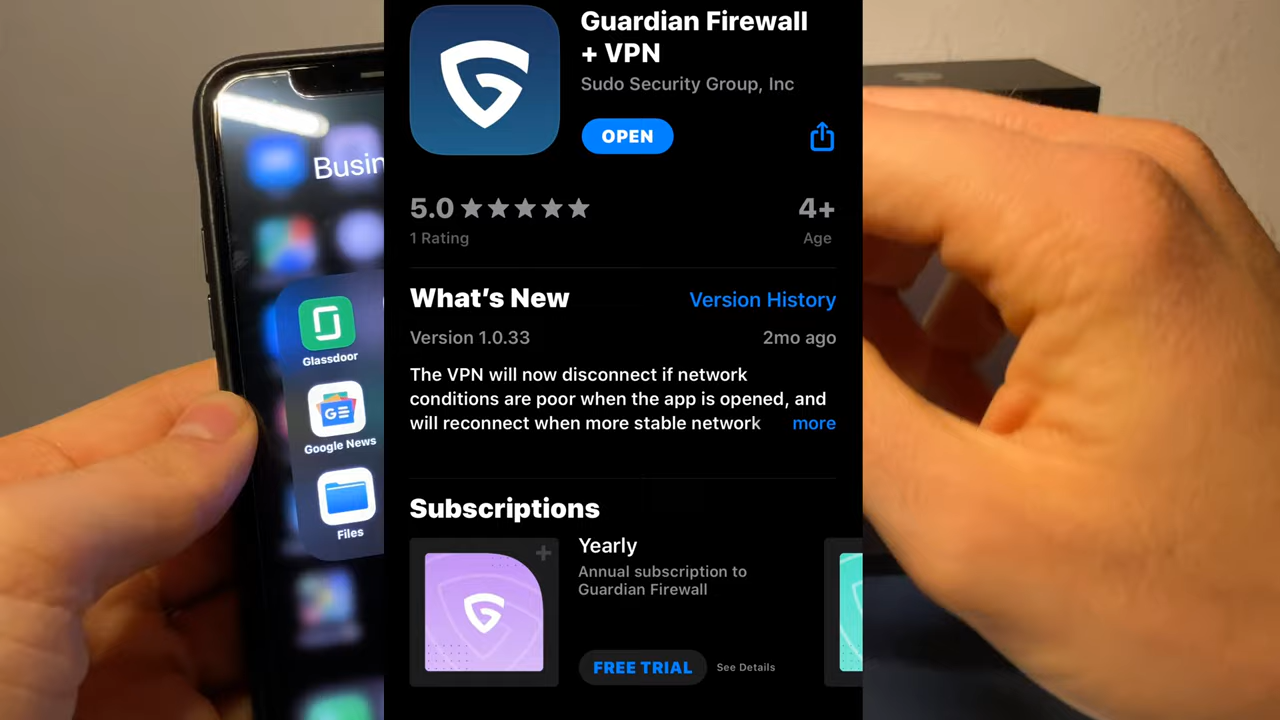 Guardian Firewall
+ VPN
Sudo Security Group, Inc
OPEN
5.0
4+
1 Rating
Age
What's New
Version History
Version 1.0.33
2mo ago
The VPN will now disconnect if network
conditions are poor when the app is opened, and
will reconnect when more stable network
more
Subscriptions
Yearly
Annual subscription to
Guardian Firewall
FREE TRIAL
See Details
Busin
Glassdoor
Google News
Files